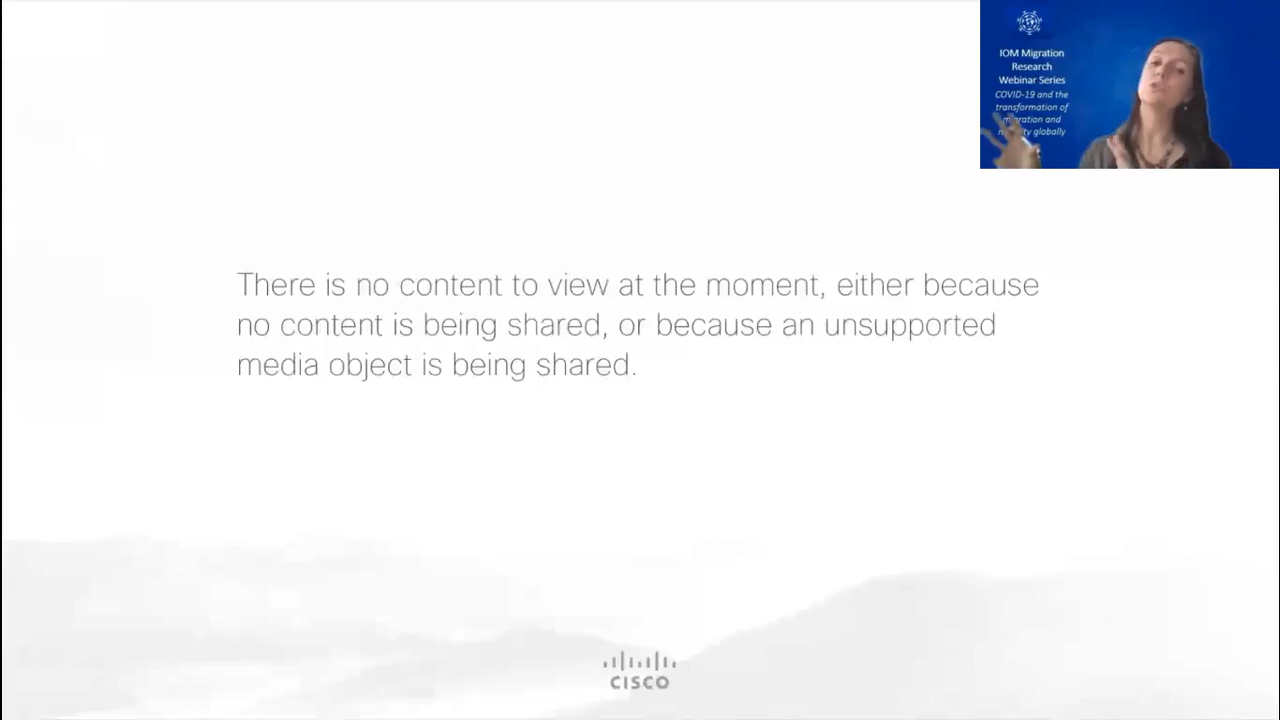 IOM Migration
Research
Webinar Series
COVID-19 and the
transformation of
migration and
globally
There is no content to view at the moment, either because
no content is being shared, or because an unsupported
media object is being shared.
CISCO